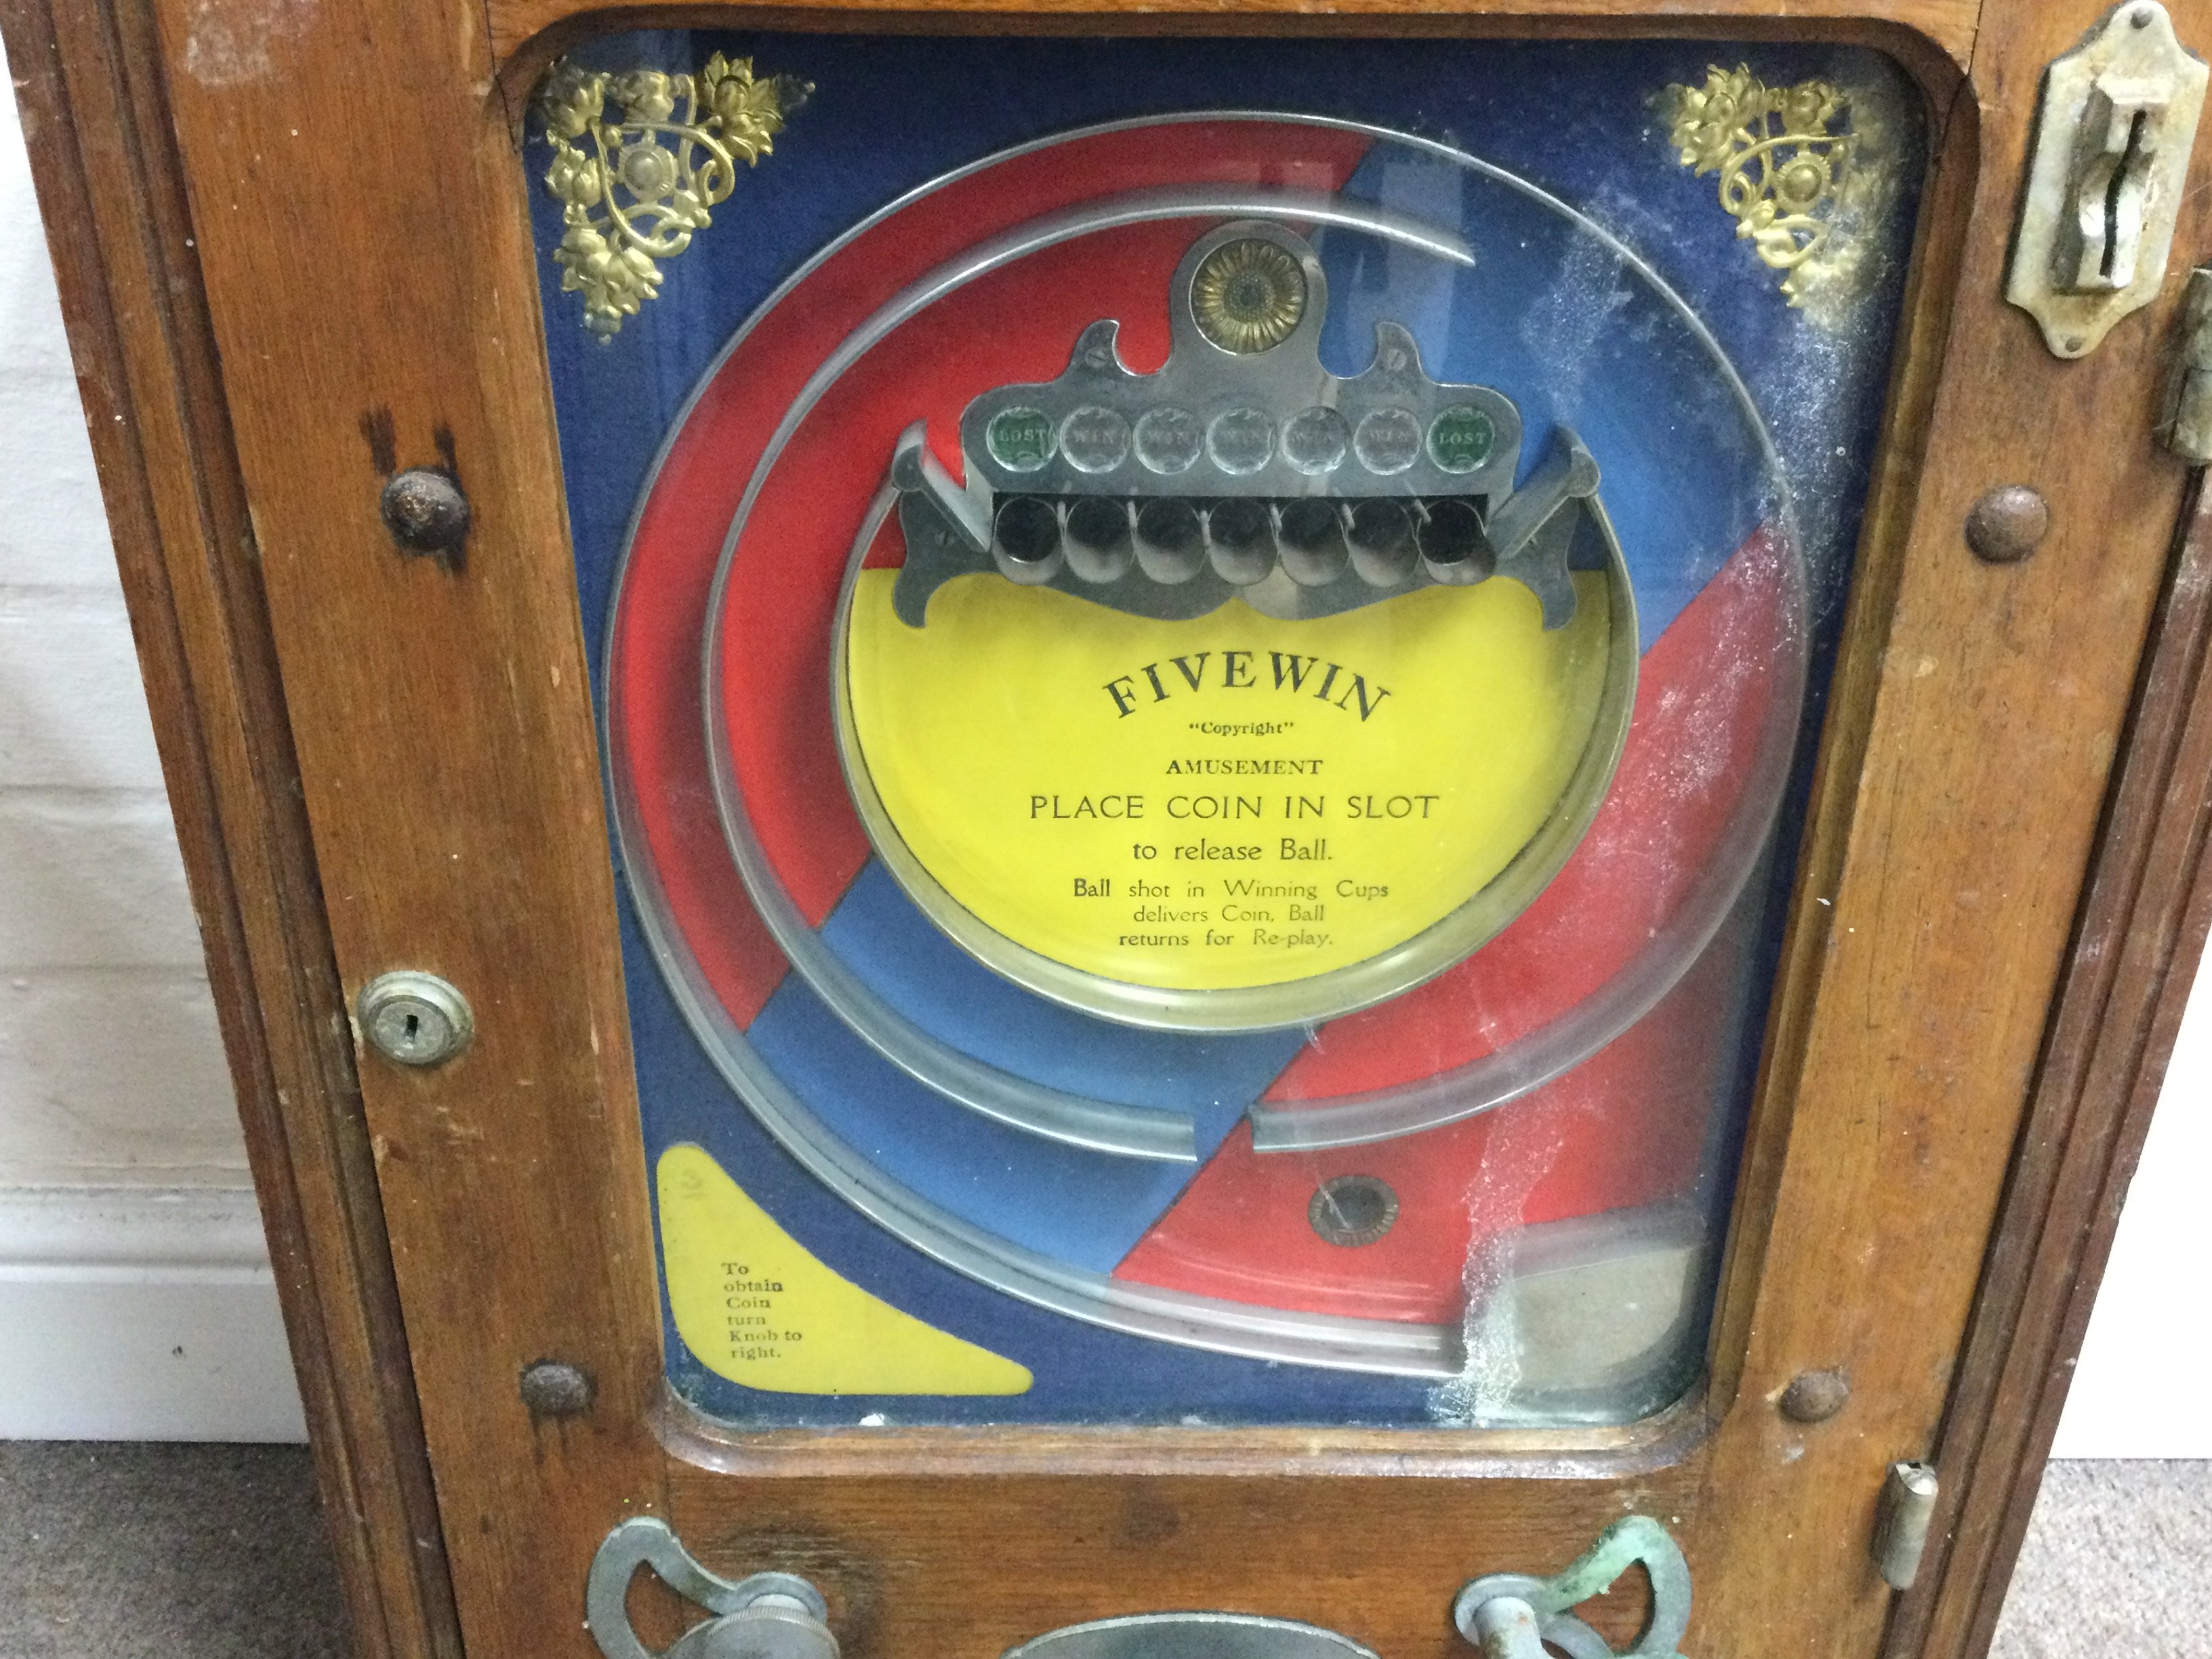 LOST WIN WIN WIN WIN WIN LOST
FIVEWIN
"Copyright"
AMUSEMENT
PLACE COIN IN SLOT
to release Ball.
Ball shot in Winning Cups
delivers Coin, Ball
returns for Re-play.
3
To
obtain
Coin
turn
Knob to
right.